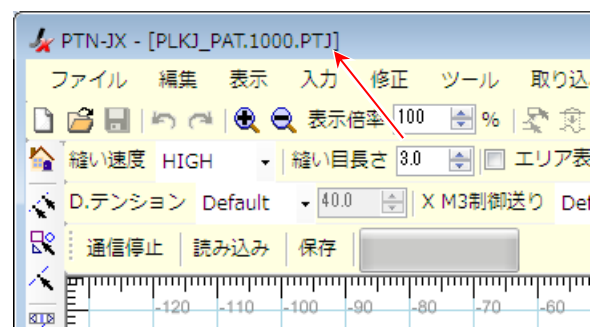 PTN-JX - [PLKJ_PAT.1000.PTJ]
ファイル 編集 表示 入力 修正 ツール 取り込
表示倍率 100 %
縫い速度 HIGH 縫い目長さ 3.0 エリア表
D.テンション Default 40.0 X M3制御送り Def
通信停止 読み込み 保存
-120 -110 -100 -90 -80 -70 -60